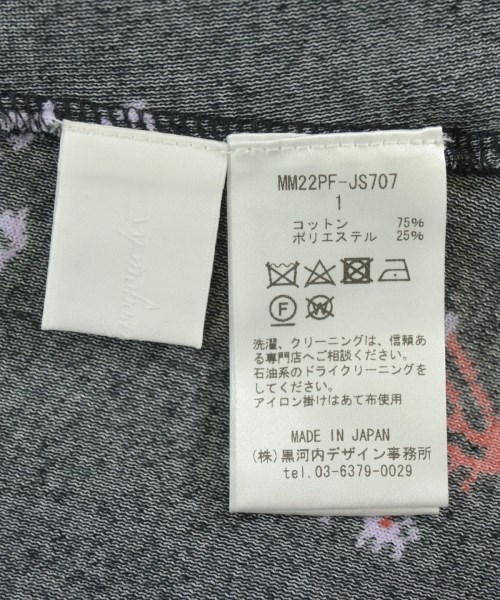 MM22PF-JS707
1
コットン 75%
ポリエステル 25%
F
W
洗濯、クリーニングは、信頼あ
る専門店へご相談ください。
石油系のドライクリーニングを
してください。
アイロン掛けはあて布使用
MADE IN JAPAN
(株)黒河内デザイン事務所
tel. 03-6379-0029